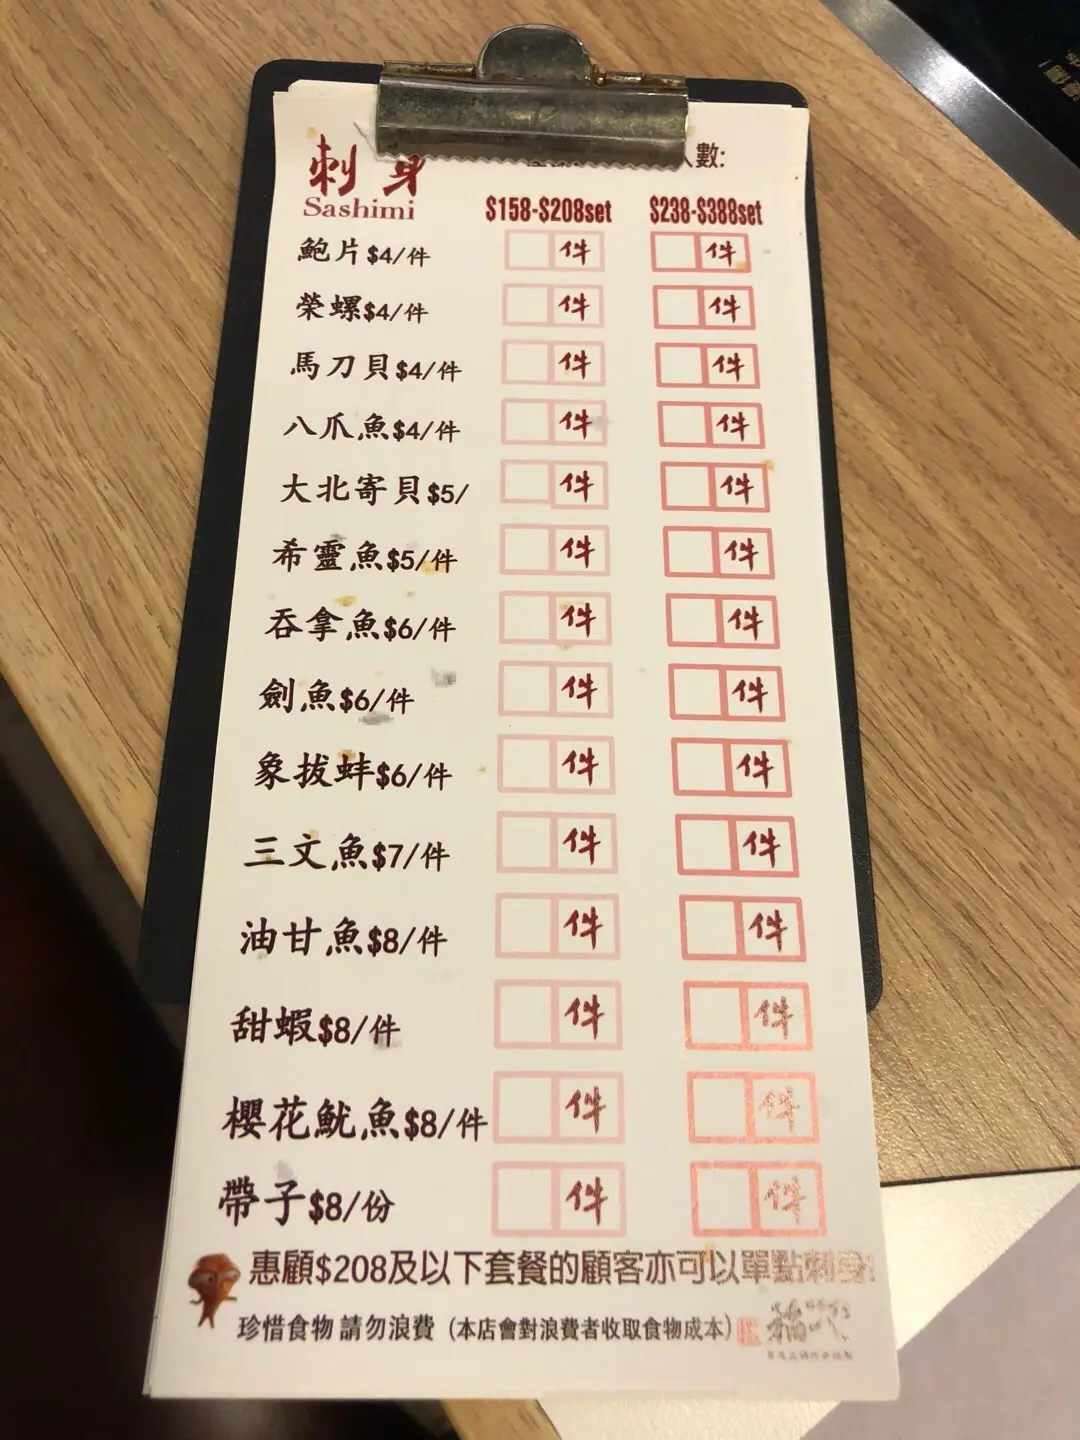 刺身
人數:
Sashimi
$158-$208set
$238-$388set
鮑片$4/件 件 件
榮螺$4/件 件 件
馬刀貝$4/件 件 件
八爪魚$4/件 件 件
大北寄貝$5/ 件 件
希靈魚$5/件 件 件
吞拿魚$6/件 件 件
劍魚$6/件 件 件
象拔蚌$6/件 件 件
三文魚$7/件 件 件
油甘魚$8/件 件 件
甜蝦$8/件 件 件
櫻花魷魚$8/件 件 件
帶子$8/份 件 件
惠顧$208及以下套餐的顧客亦可以單點刺身!
珍惜食物 請勿浪費（本店會對浪費者收取食物成本）